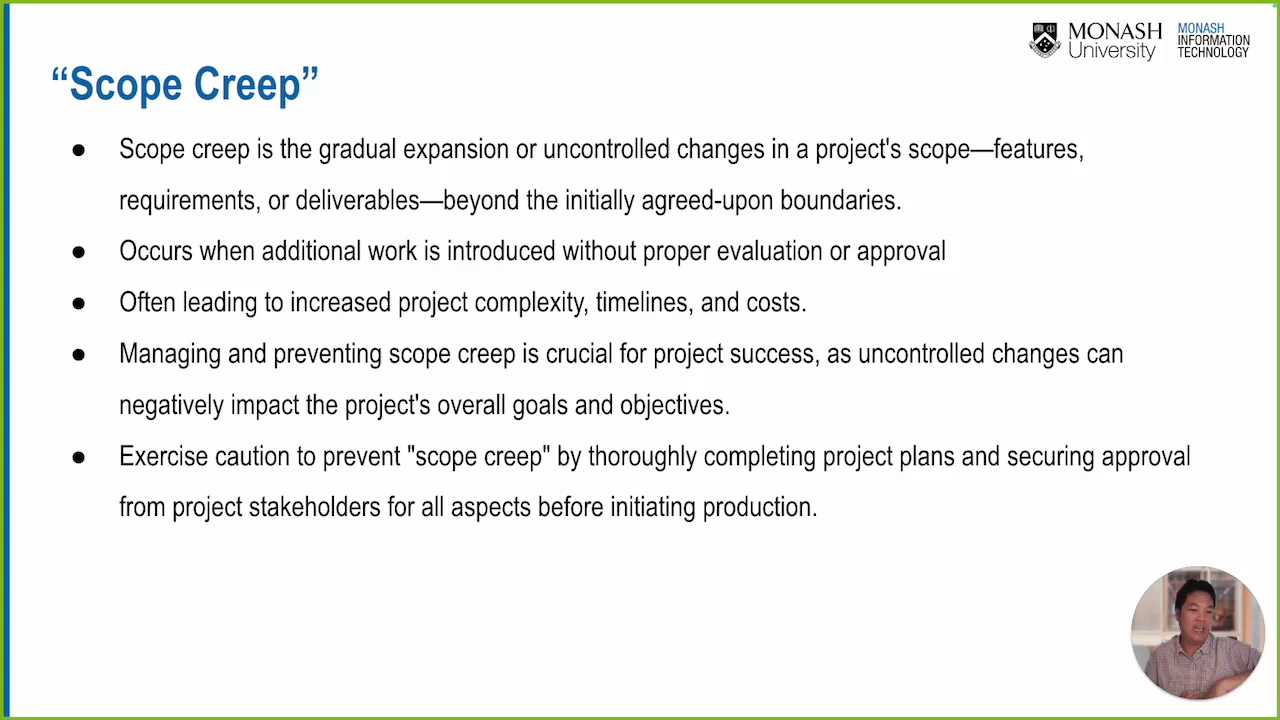 MONASH
University
MONASH
INFORMATION
TECHNOLOGY
“Scope Creep”
● Scope creep is the gradual expansion or uncontrolled changes in a project's scope—features,
requirements, or deliverables—beyond the initially agreed-upon boundaries.
● Occurs when additional work is introduced without proper evaluation or approval
● Often leading to increased project complexity, timelines, and costs.
● Managing and preventing scope creep is crucial for project success, as uncontrolled changes can
negatively impact the project's overall goals and objectives.
● Exercise caution to prevent "scope creep" by thoroughly completing project plans and securing approval
from project stakeholders for all aspects before initiating production.